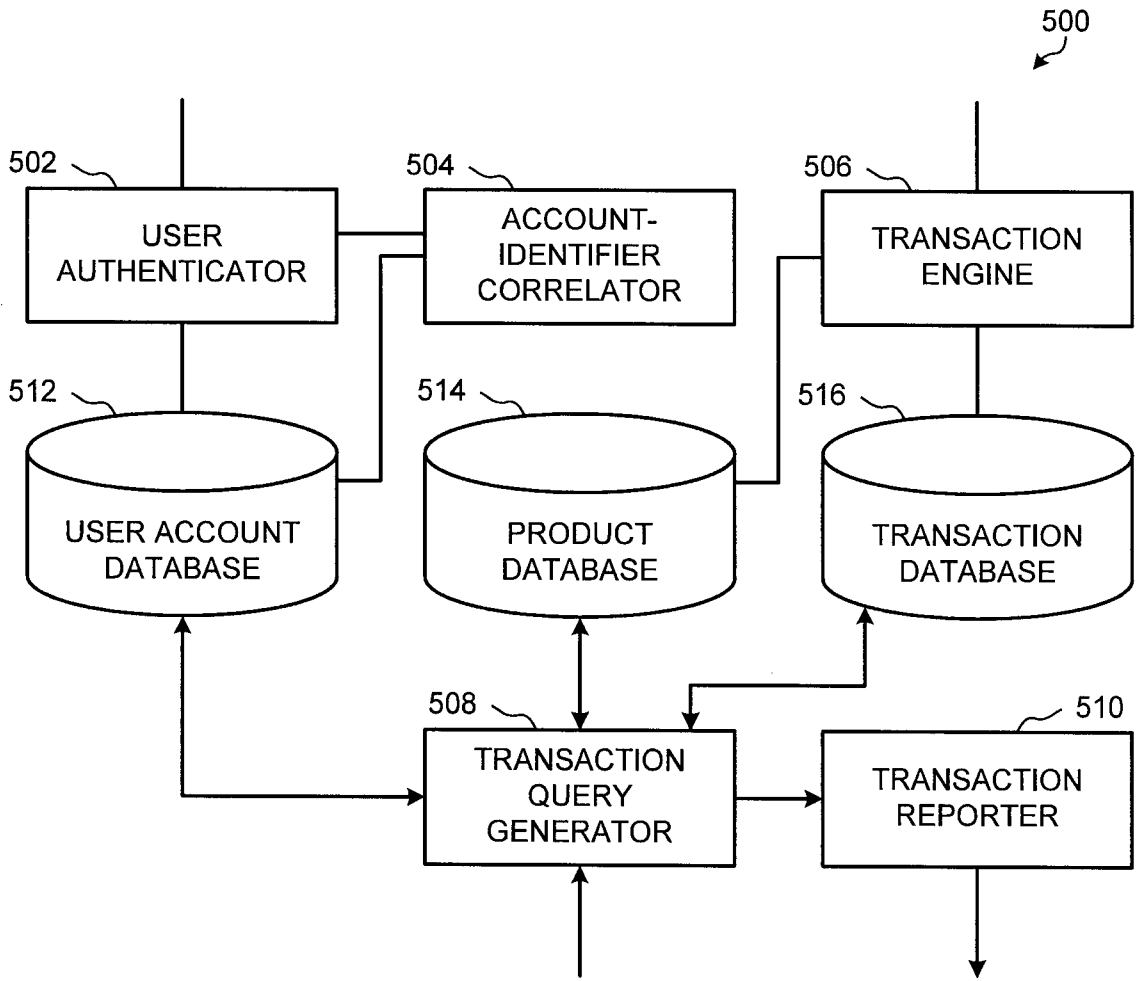 500
502
504
506
USER
AUTHENTICATOR
ACCOUNT-
IDENTIFIER
CORRELATOR
TRANSACTION
ENGINE
512
514
516
USER ACCOUNT
DATABASE
PRODUCT
DATABASE
TRANSACTION
DATABASE
508
510
TRANSACTION
QUERY
GENERATOR
TRANSACTION
REPORTER